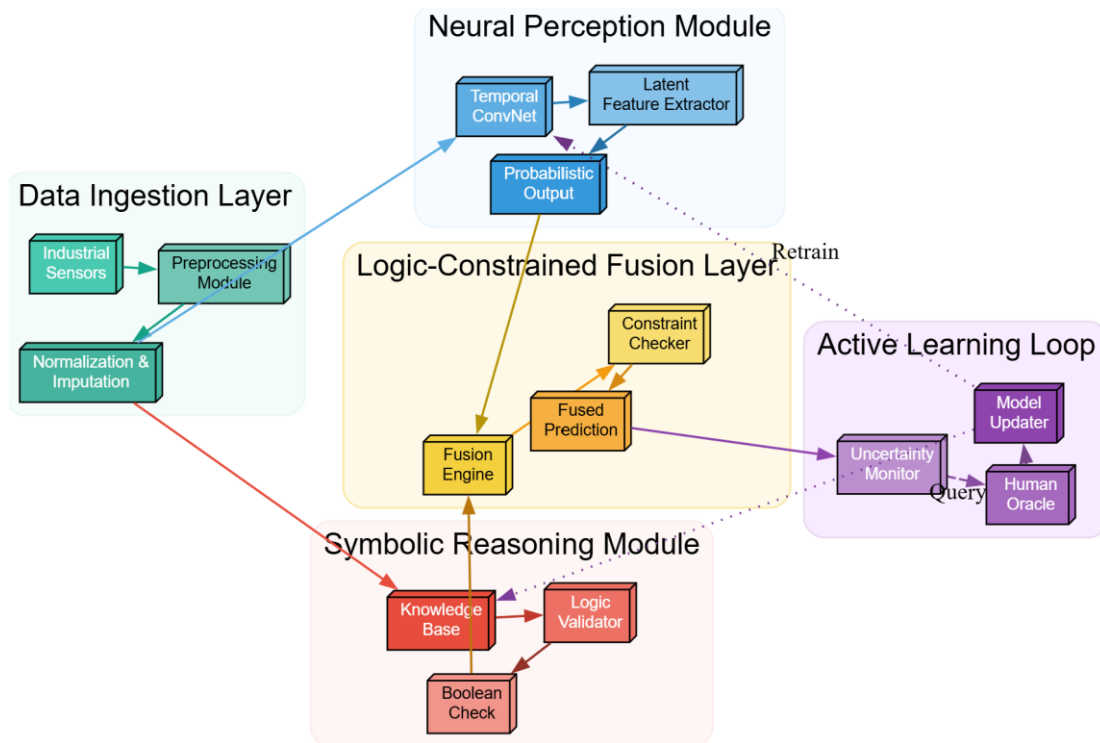 Neural Perception Module
Temporal
ConvNet
Latent
Feature Extractor
Probabilistic
Output
Data Ingestion Layer
Industrial
Sensors
Preprocessing
Module
Normalization &
Imputation
Logic-Constrained Fusion Layer
Retrain
Constraint
Checker
Fused
Prediction
Fusion
Engine
Active Learning Loop
Model
Updater
Uncertainty
Monitor
Query
Human
Oracle
Symbolic Reasoning Module
Knowledge
Base
Logic
Validator
Boolean
Check